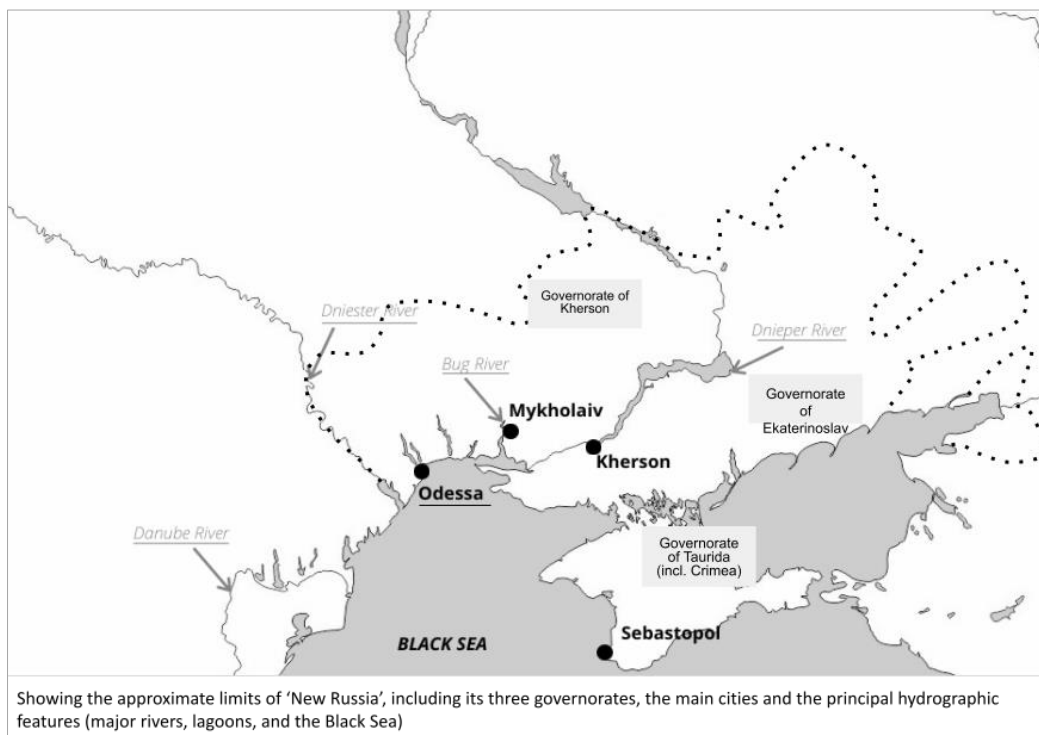 Governorate of
Kherson
Dniester River
Dnieper River
Bug River
Governorate
of
Ekaterinoslav
Mykholaiv
Kherson
Odessa
Danube River
Governorate
of Taurida
(incl. Crimea)
Sebastopol
BLACK SEA
Showing the approximate limits of ‘New Russia’, including its three governorates, the main cities and the principal hydrographic
features (major rivers, lagoons, and the Black Sea)